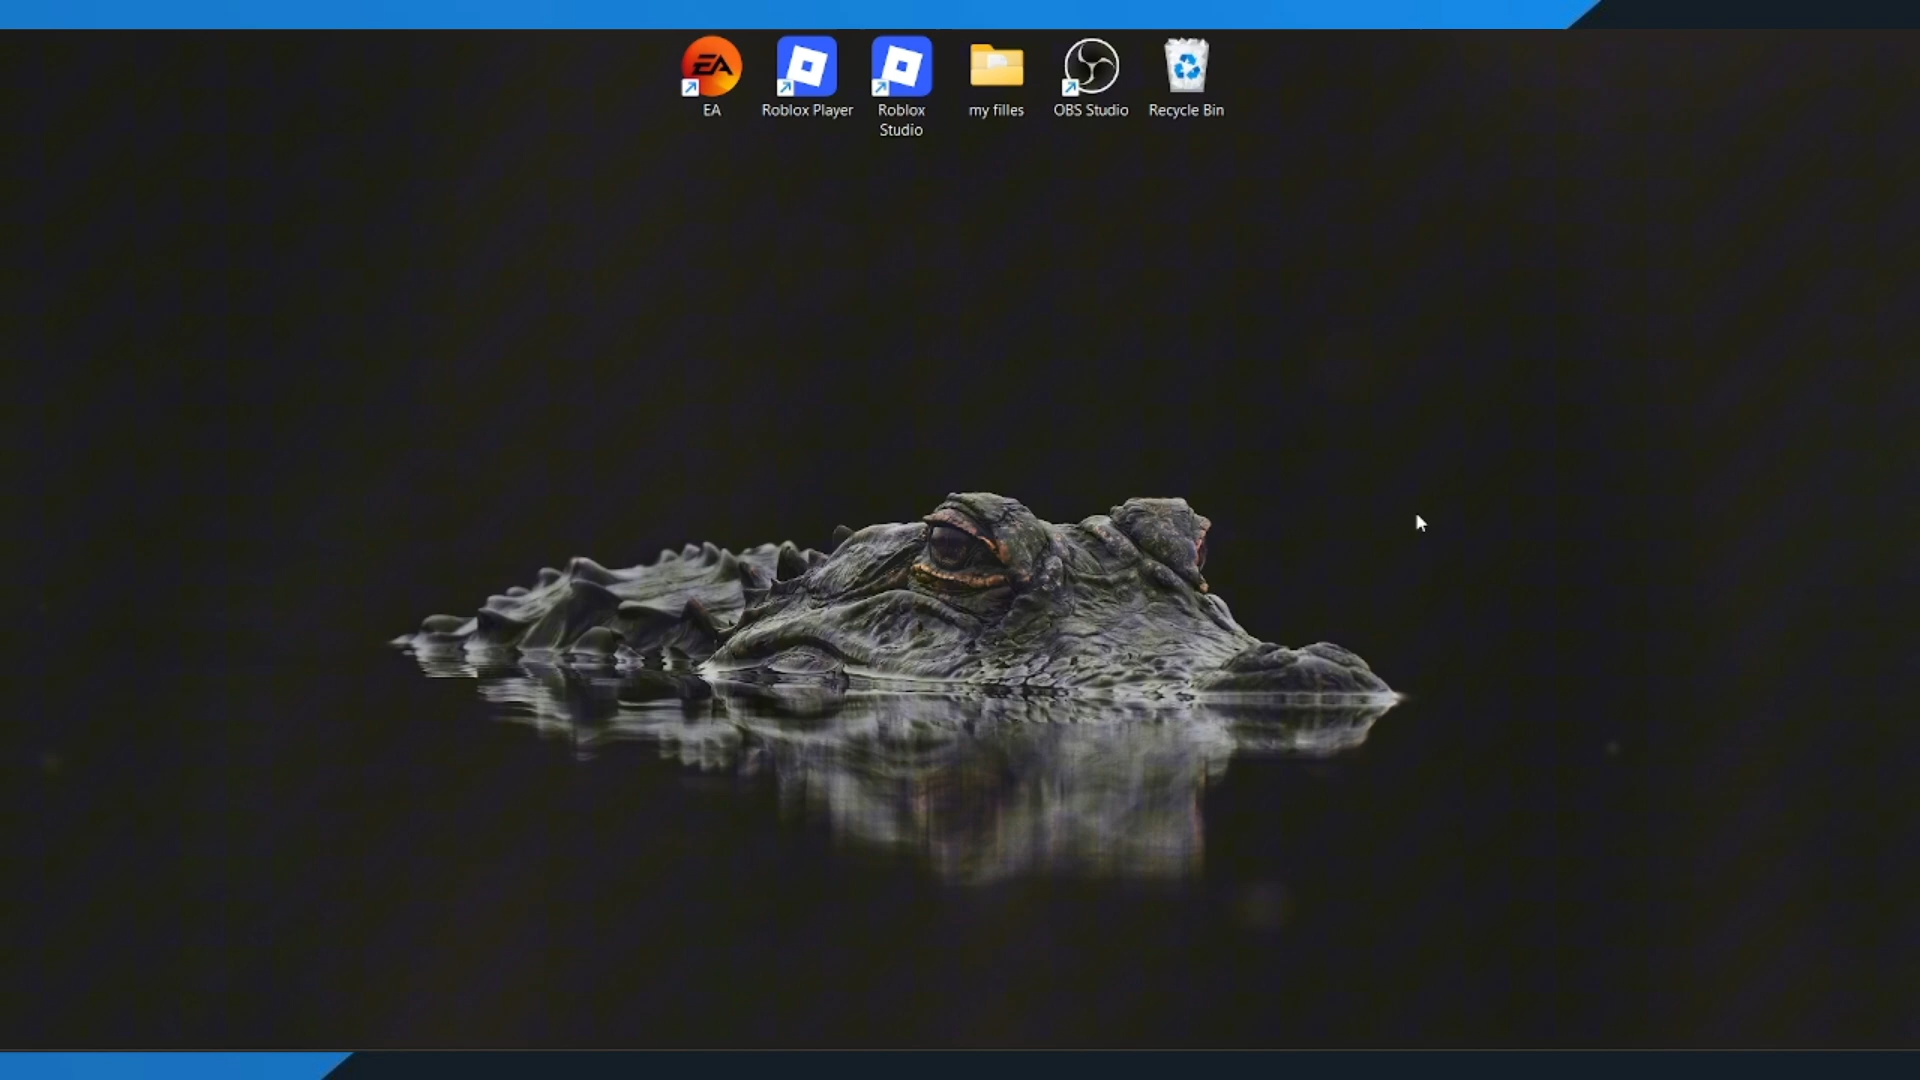 EA
EA
Roblox Player
Roblox
Studio
my filles
OBS Studio
Recycle Bin